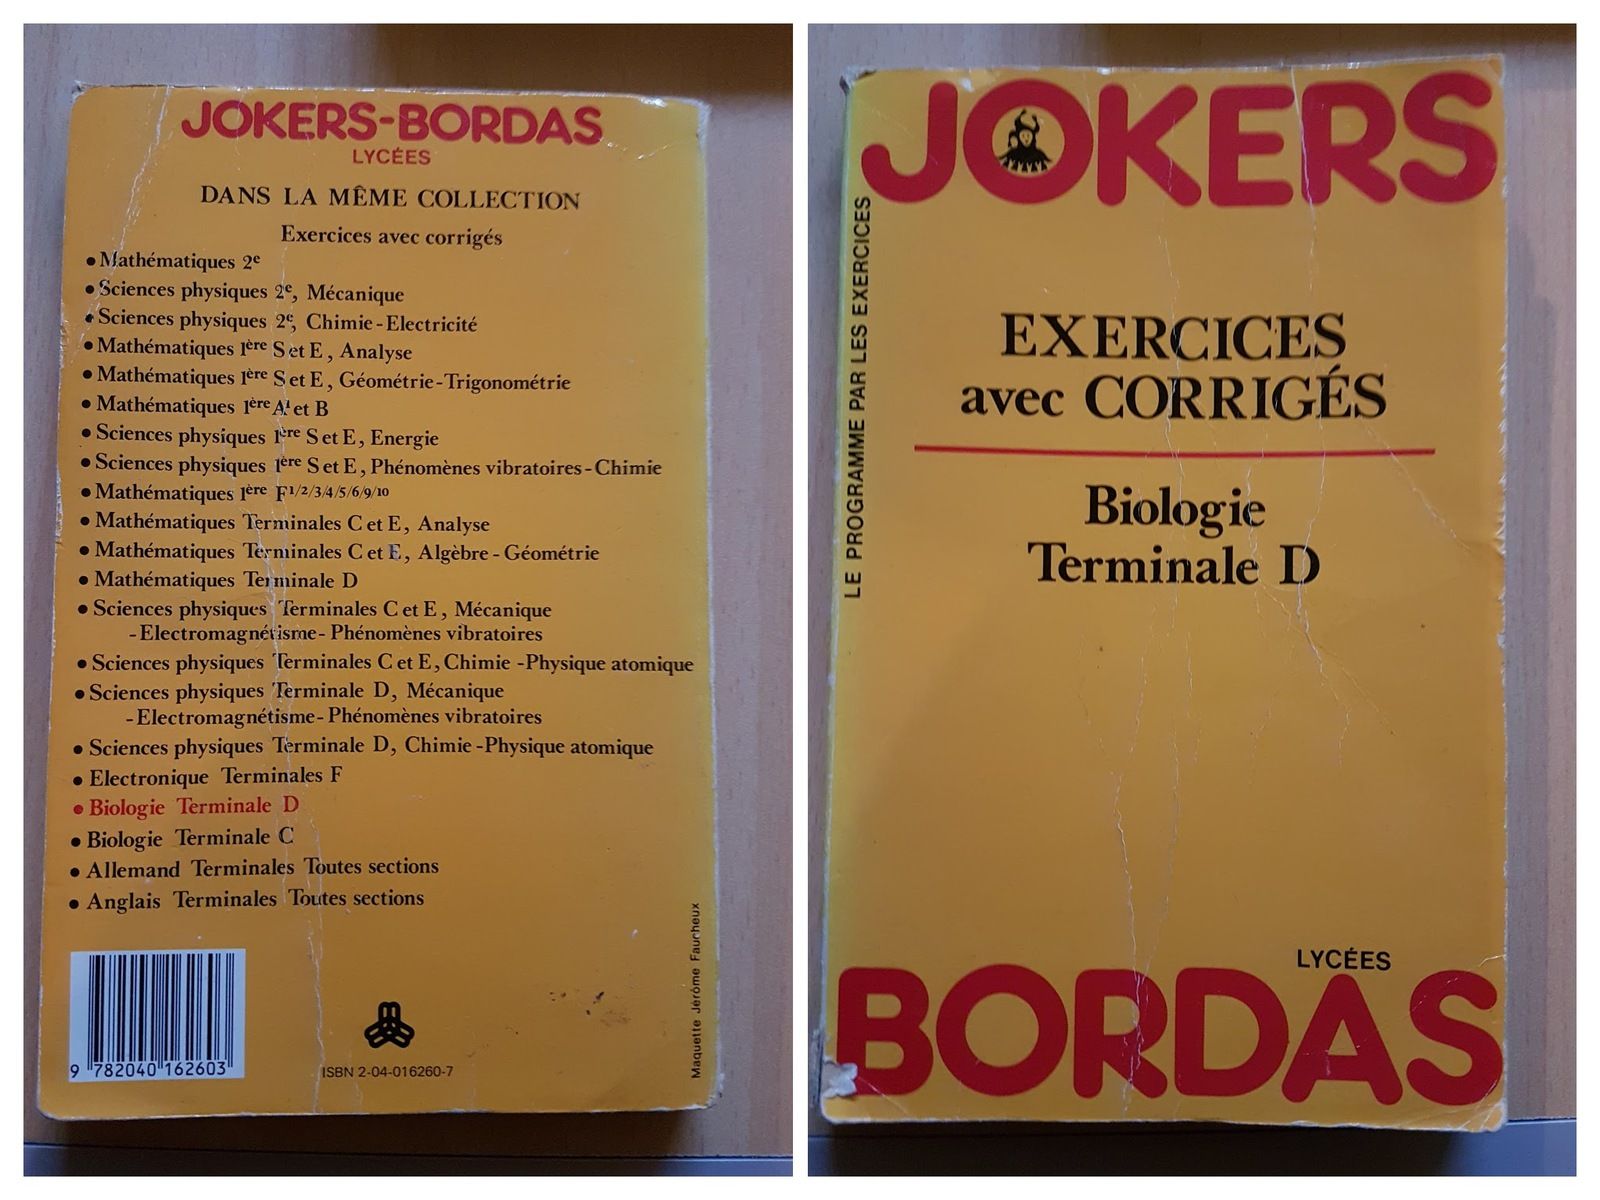 JOKERS-BORDAS
LYCÉES
DANS LA MÊME COLLECTION
Exercices avec corrigés
• Mathématiques 2e
• Sciences physiques 2e, Mécanique
• Sciences physiques 2e, Chimie-Electricité
• Mathématiques 1ère S et E, Analyse
• Mathématiques 1ère S et E, Géométrie-Trigonométrie
• Mathématiques 1ère A1 et B
• Sciences physiques 1ère S et E, Energie
• Sciences physiques 1ère S et E, Phénomènes vibratoires-Chimie
• Mathématiques 1ère F1/2/3/4/5/6/9/10
• Mathématiques Terminales C et E, Analyse
• Mathématiques Terminales C et E, Algèbre-Géométrie
• Mathématiques Terminale D
• Sciences physiques Terminales C et E, Mécanique
-Electromagnétisme-Phénomènes vibratoires
• Sciences physiques Terminales C et E, Chimie-Physique atomique
• Sciences physiques Terminale D, Mécanique
-Electromagnétisme-Phénomènes vibratoires
• Sciences physiques Terminale D, Chimie-Physique atomique
• Electronique Terminales F
• Biologie Terminale D
• Biologie Terminale C
• Allemand Terminales Toutes sections
• Anglais Terminales Toutes sections
9 782040 162603
ISBN 2-04-016260-7
Maquette Jérôme Faucheux
JOKERS
LE PROGRAMME PAR LES EXERCICES
EXERCICES
avec CORRIGÉS
Biologie
Terminale D
LYCÉES
BORDAS